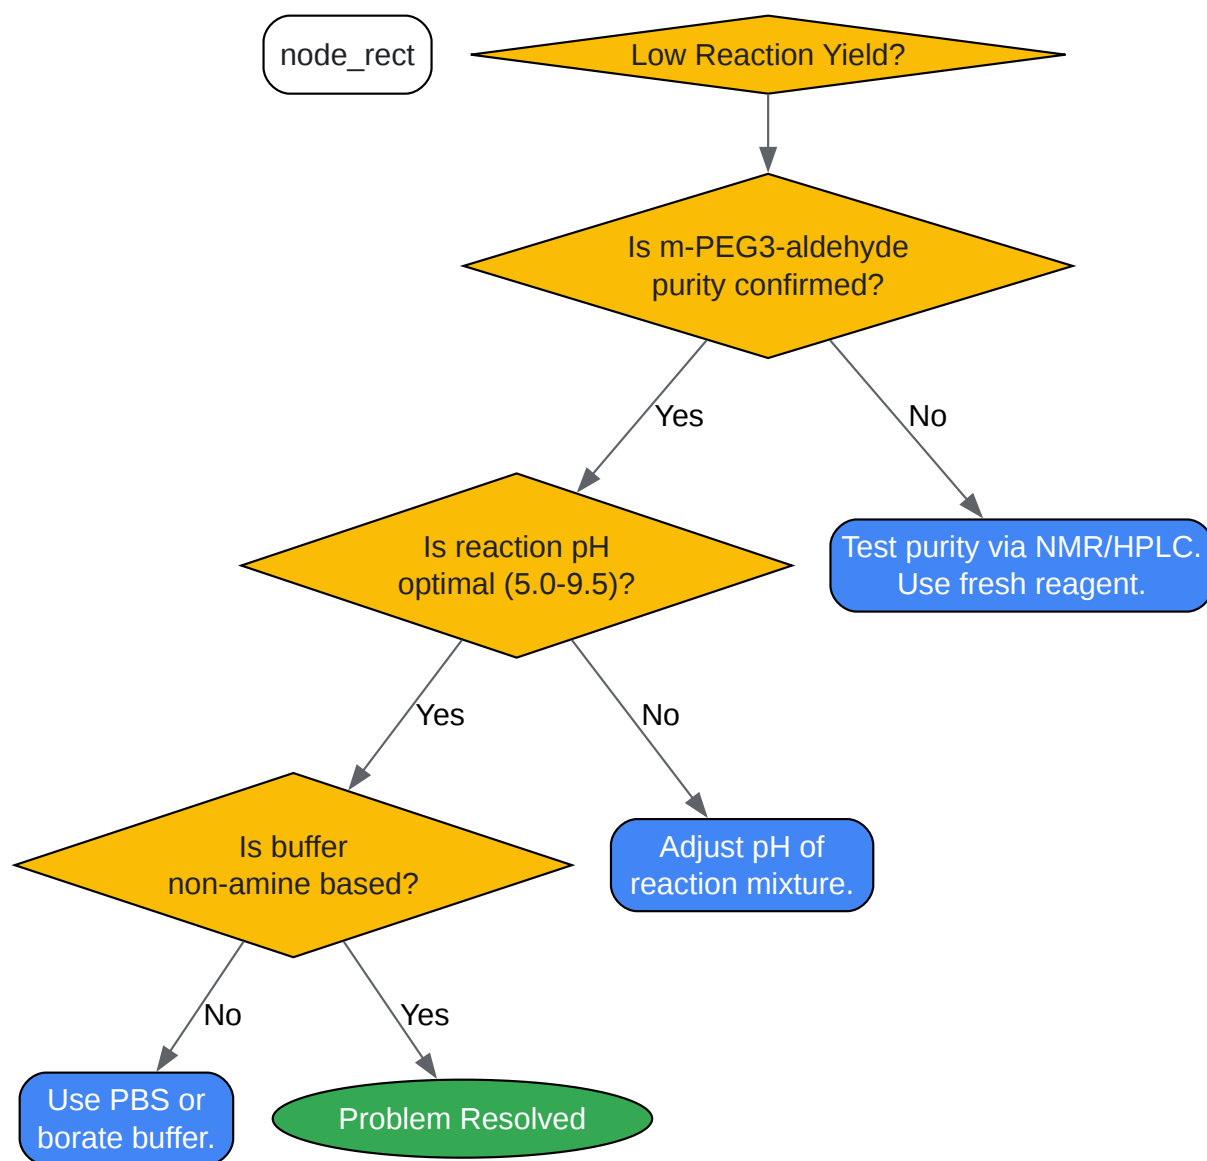 node_rect
Low Reaction Yield?
Is m-PEG3-aldehyde
purity confirmed?
Yes
No
Is reaction pH
optimal (5.0-9.5)?
Test purity via NMR/HPLC.
Use fresh reagent.
Yes
No
Is buffer
non-amine based?
Adjust pH of
reaction mixture.
No
Yes
Use PBS or
borate buffer.
Problem Resolved